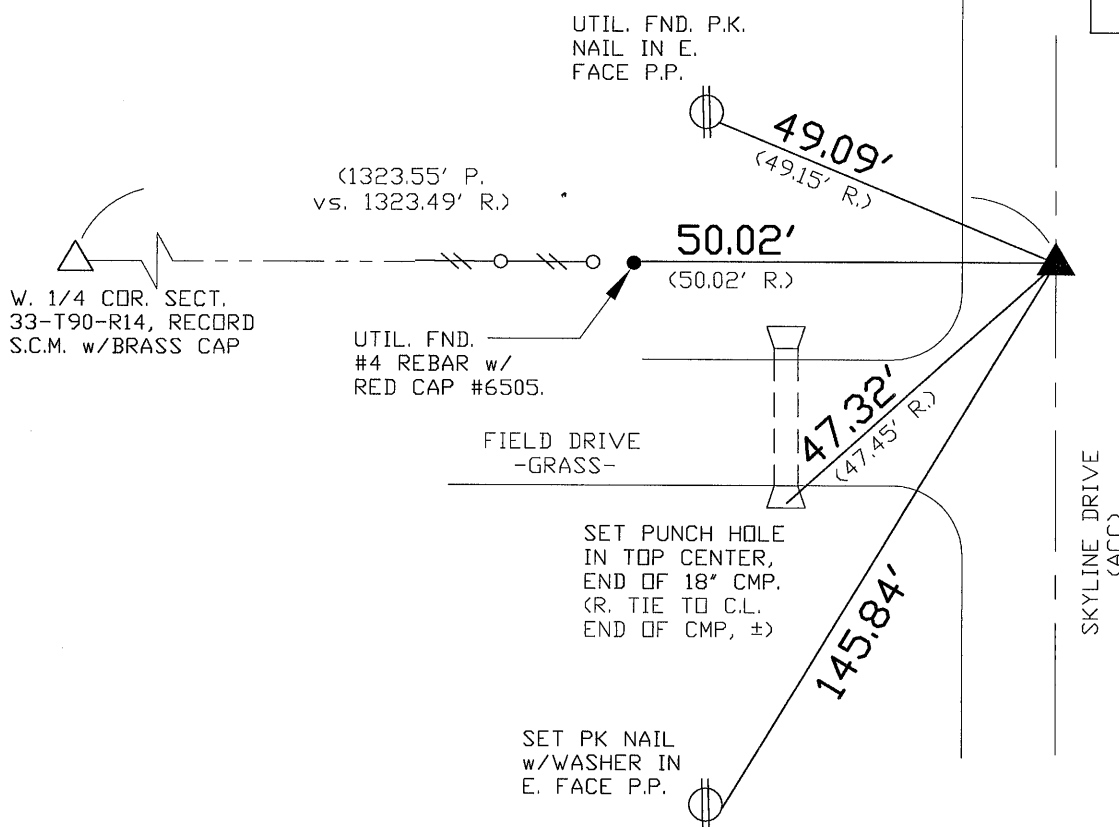 UTIL. FND. P.K.
NAIL IN E.
FACE P.P.
49.09'
(49.15' R.)
(1323.55' P.
vs. 1323.49' R.)
50.02'
(50.02' R.)
W. 1/4 COR. SECT.
33-T90-R14, RECORD
S.C.M. w/BRASS CAP
UTIL. FND.
#4 REBAR w/
RED CAP #6505.
47.32'
(47.45' R.)
FIELD DRIVE
-GRASS-
SET PUNCH HOLE
IN TOP CENTER,
END OF 18" CMP.
(R. TIE TO C.L.
END OF CMP, ±)
145.84'
SKYLINE DRIVE
SET PK NAIL
w/WASHER IN
E. FACE P.P.